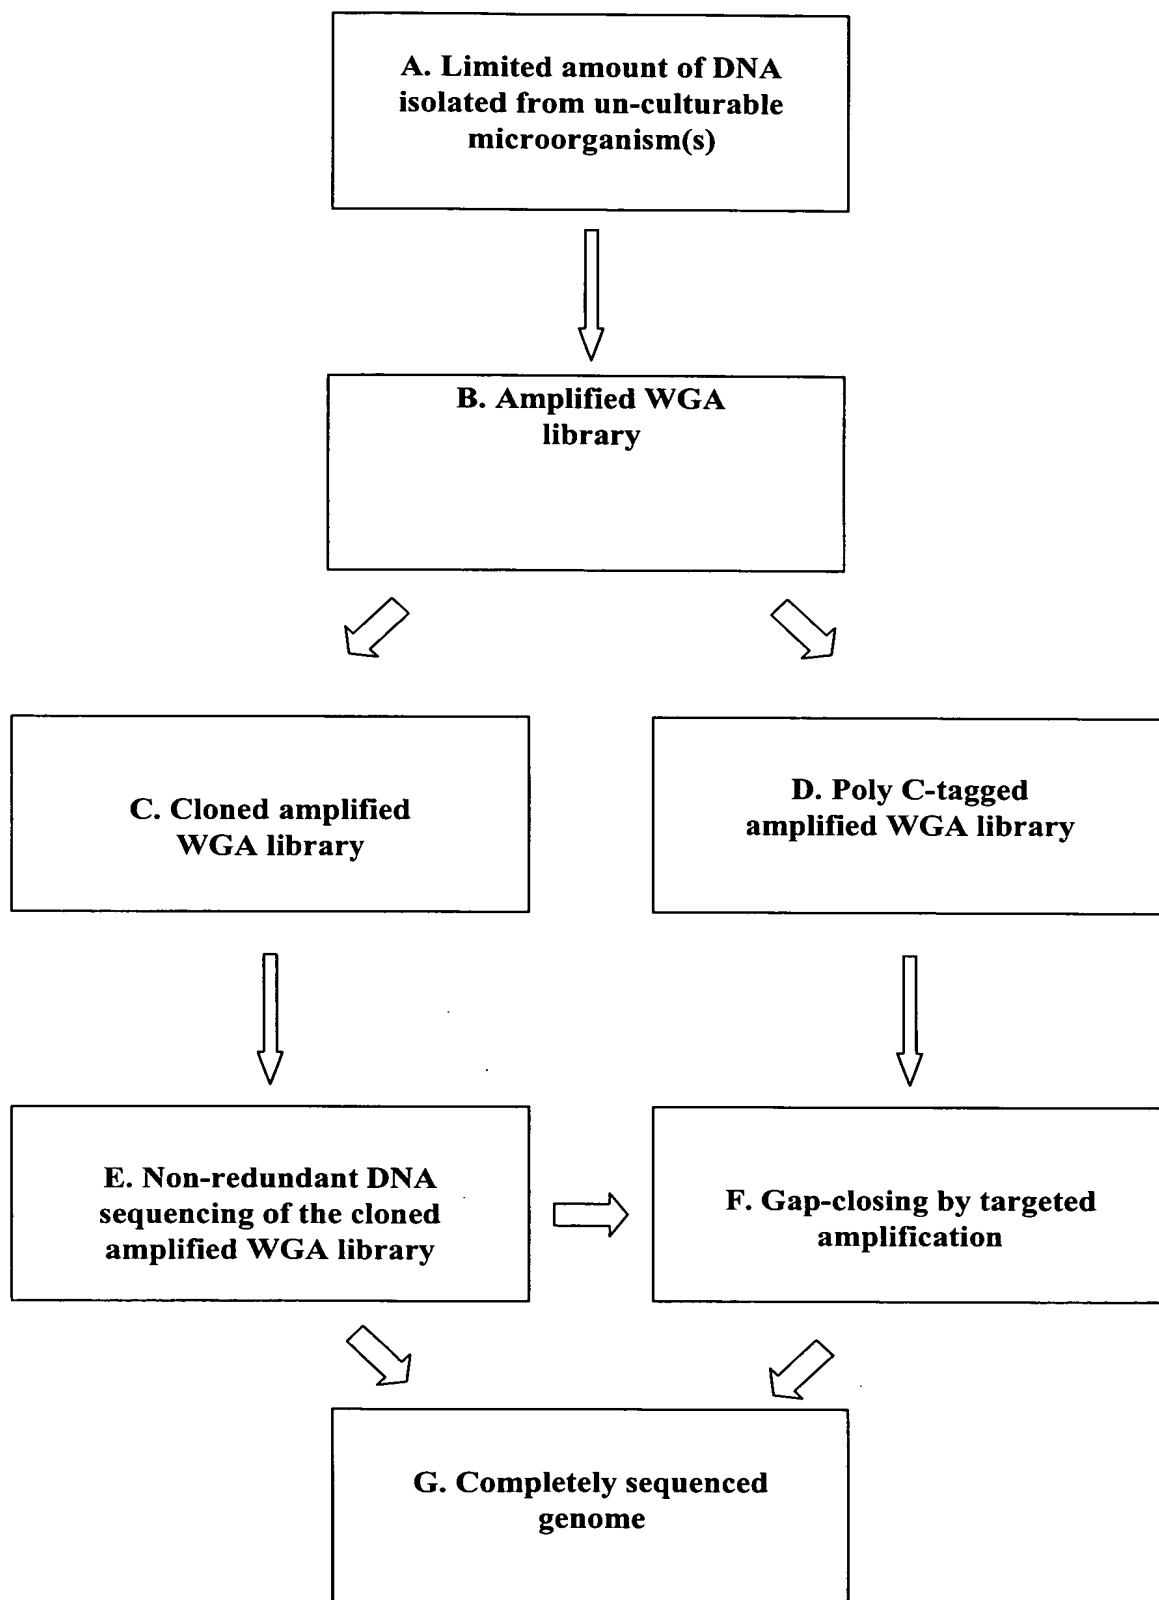 A. Limited amount of DNA
isolated from un-culturable
microorganism(s)
B. Amplified WGA
library
C. Cloned amplified
WGA library
D. Poly C-tagged
amplified WGA library
E. Non-redundant DNA
sequencing of the cloned
amplified WGA library
F. Gap-closing by targeted
amplification
G. Completely sequenced
genome